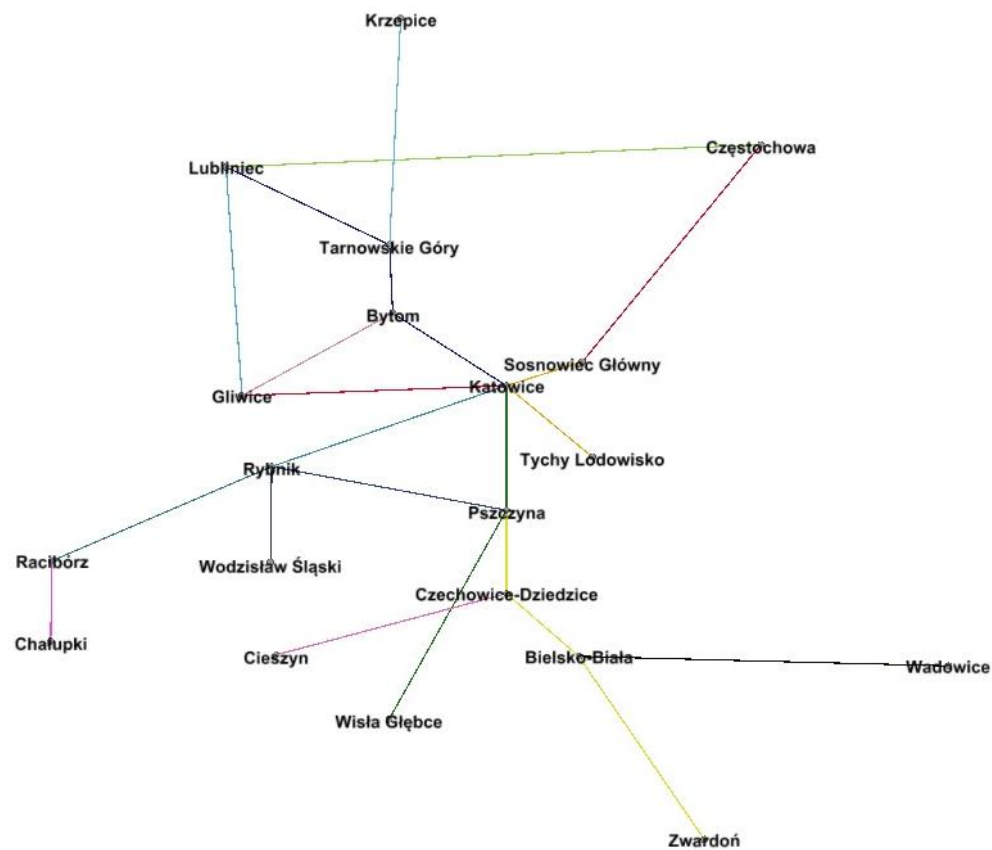 Krzepice
Częstochowa
Lubliniec
Tarnowskie Góry
Bytom
Sosnowiec Główny
Katowice
Gliwice
Tychy Lodowisko
Rybnik
Pszczyna
Racibórz
Wodzisław Śląski
Czechowice-Dziedzice
Chałupki
Cieszyn
Bielsko-Biała
Wadowice
Wisła Głębce
Zwardoń